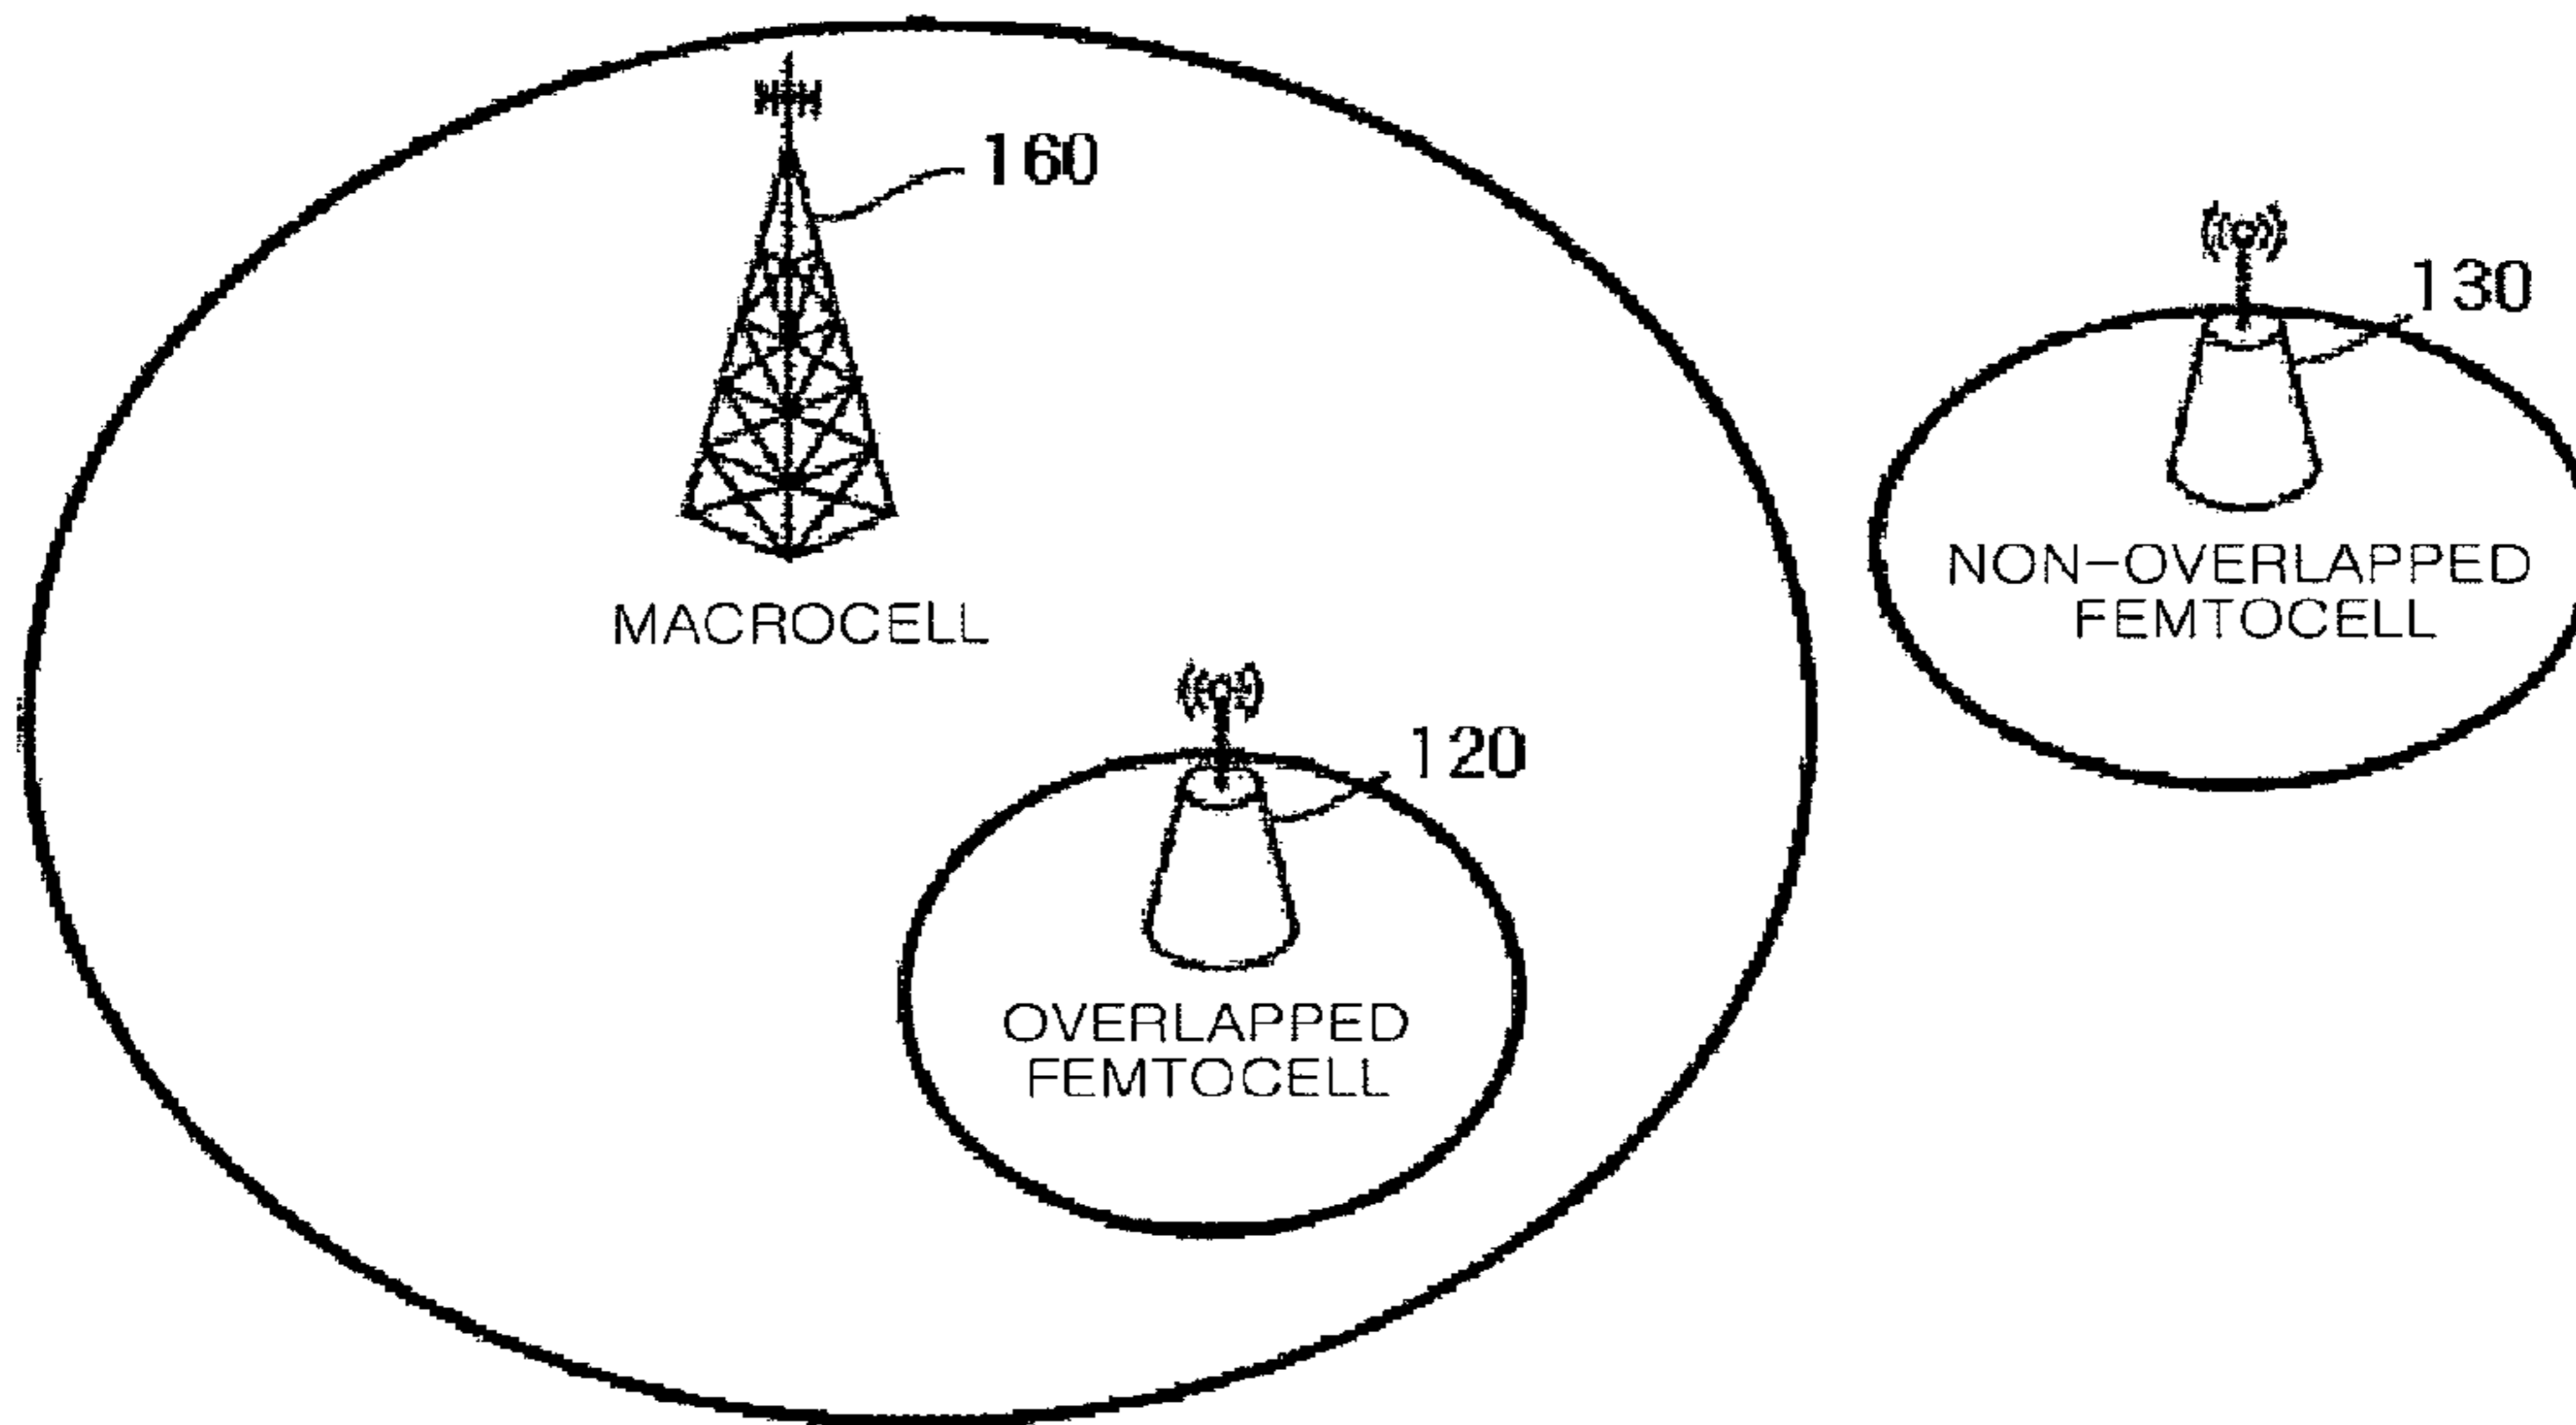 160
130
NON-OVERLAPPED
FEMTOCELL
MACROCELL
120
OVERLAPPED
FEMTOCELL